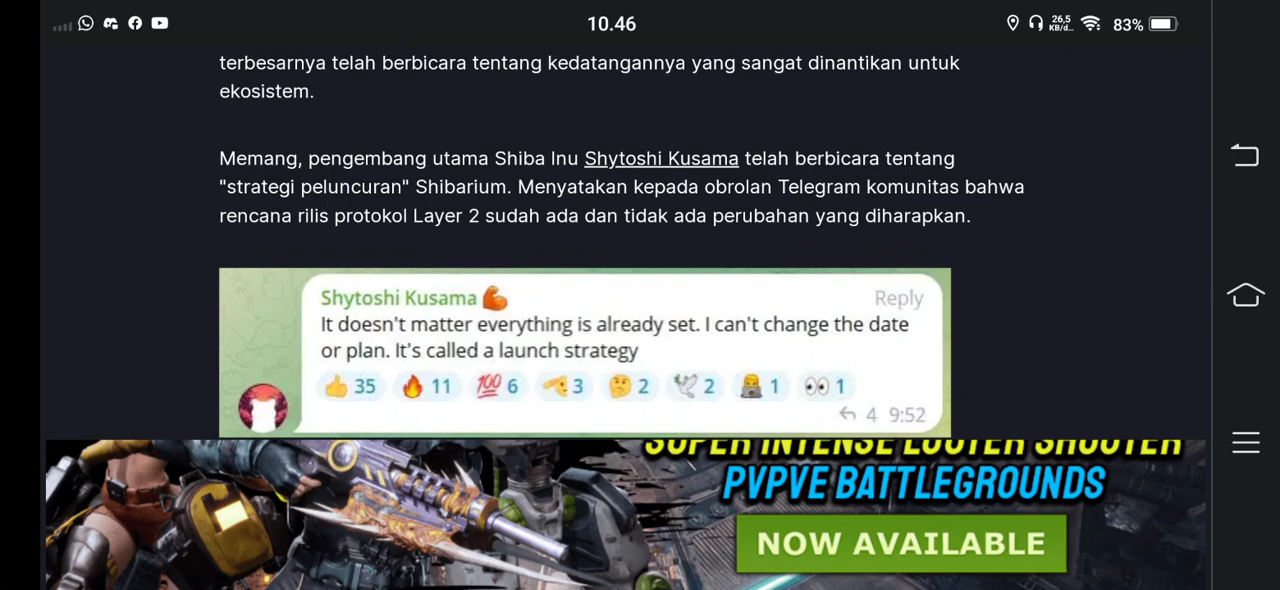 10.46
26,5
KB/d...
83%
terbesarnya telah berbicara tentang kedatangannya yang sangat dinantikan untuk
ekosistem.
Memang, pengembang utama Shiba Inu Shytoshi Kusama telah berbicara tentang
"strategi peluncuran" Shibarium. Menyatakan kepada obrolan Telegram komunitas bahwa
rencana rilis protokol Layer 2 sudah ada dan tidak ada perubahan yang diharapkan.
Shytoshi Kusama 💪 Reply
It doesn't matter everything is already set. I can't change the date
or plan. It's called a launch strategy
👍 35 🔥 11 💯 6 🫡 3 🤔 2 🕊 2 👨‍💻 1 👀 1
4 9:52
SUPER INTENSE LOOTER SHOOTER
PVPVE BATTLEGROUNDS
NOW AVAILABLE